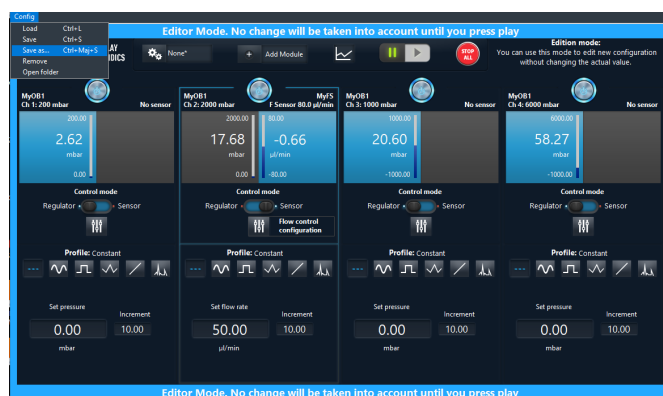 Config
Load Ctrl+L
Save Ctrl+S
Save as... Ctrl+Maj+S
Remove
Open folder
Editor Mode. No change will be taken into account until you press play
None*
+ Add Module
STOP
ALL
Edition mode:
You can use this mode to edit new configuration
without changing the actual value.
MyOB1
Ch 1: 200 mbar No sensor
200.00
2.62
mbar
0.00
Control mode
Regulator Sensor
Profile: Constant
---
Set pressure
Increment
0.00 10.00
mbar
MyOB1 MyFS
Ch 2: 2000 mbar F Sensor 80.0 µl/min
2000.00 80.00
17.68 -0.66
mbar µl/min
0.00 -80.00
Control mode
Regulator Sensor
Flow control
configuration
Profile: Constant
---
Set flow rate
Increment
50.00 10.00
µl/min
MyOB1
Ch 3: 1000 mbar No sensor
1000.00
20.60
mbar
-1000.00
Control mode
Regulator Sensor
Profile: Constant
---
Set pressure
Increment
0.00 10.00
mbar
MyOB1
Ch 4: 6000 mbar No sensor
6000.00
58.27
mbar
-1000.00
Control mode
Regulator Sensor
Profile: Constant
---
Set pressure
Increment
0.00 10.00
mbar
Editor Mode. No change will be taken into account until you press play